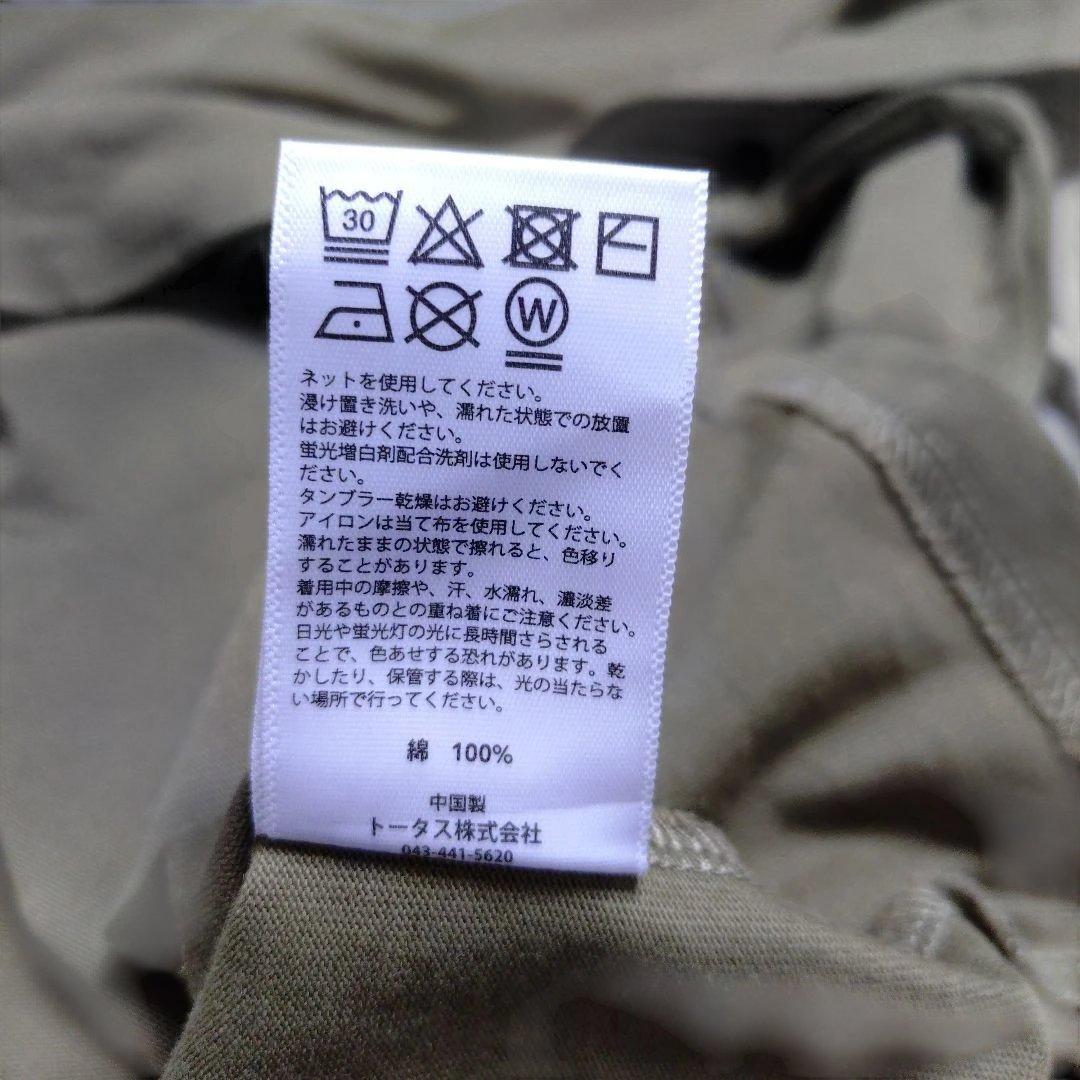 30
W
ネットを使用してください。
浸け置き洗いや、濡れた状態での放置
はお避けください。
蛍光増白剤配合洗剤は使用しないでく
ださい。
タンブラー乾燥はお避けください。
アイロンは当て布を使用してください。
濡れたままの状態で擦れると、色移り
することがあります。
着用中の摩擦や、汗、水濡れ、濃淡差
があるものとの重ね着にご注意ください。
日光や蛍光灯の光に長時間さらされる
ことで、色あせする恐れがあります。乾
かしたり、保管する際は、光の当たらな
い場所で行ってください。
綿 100%
中国製
トータス株式会社
043-441-5620